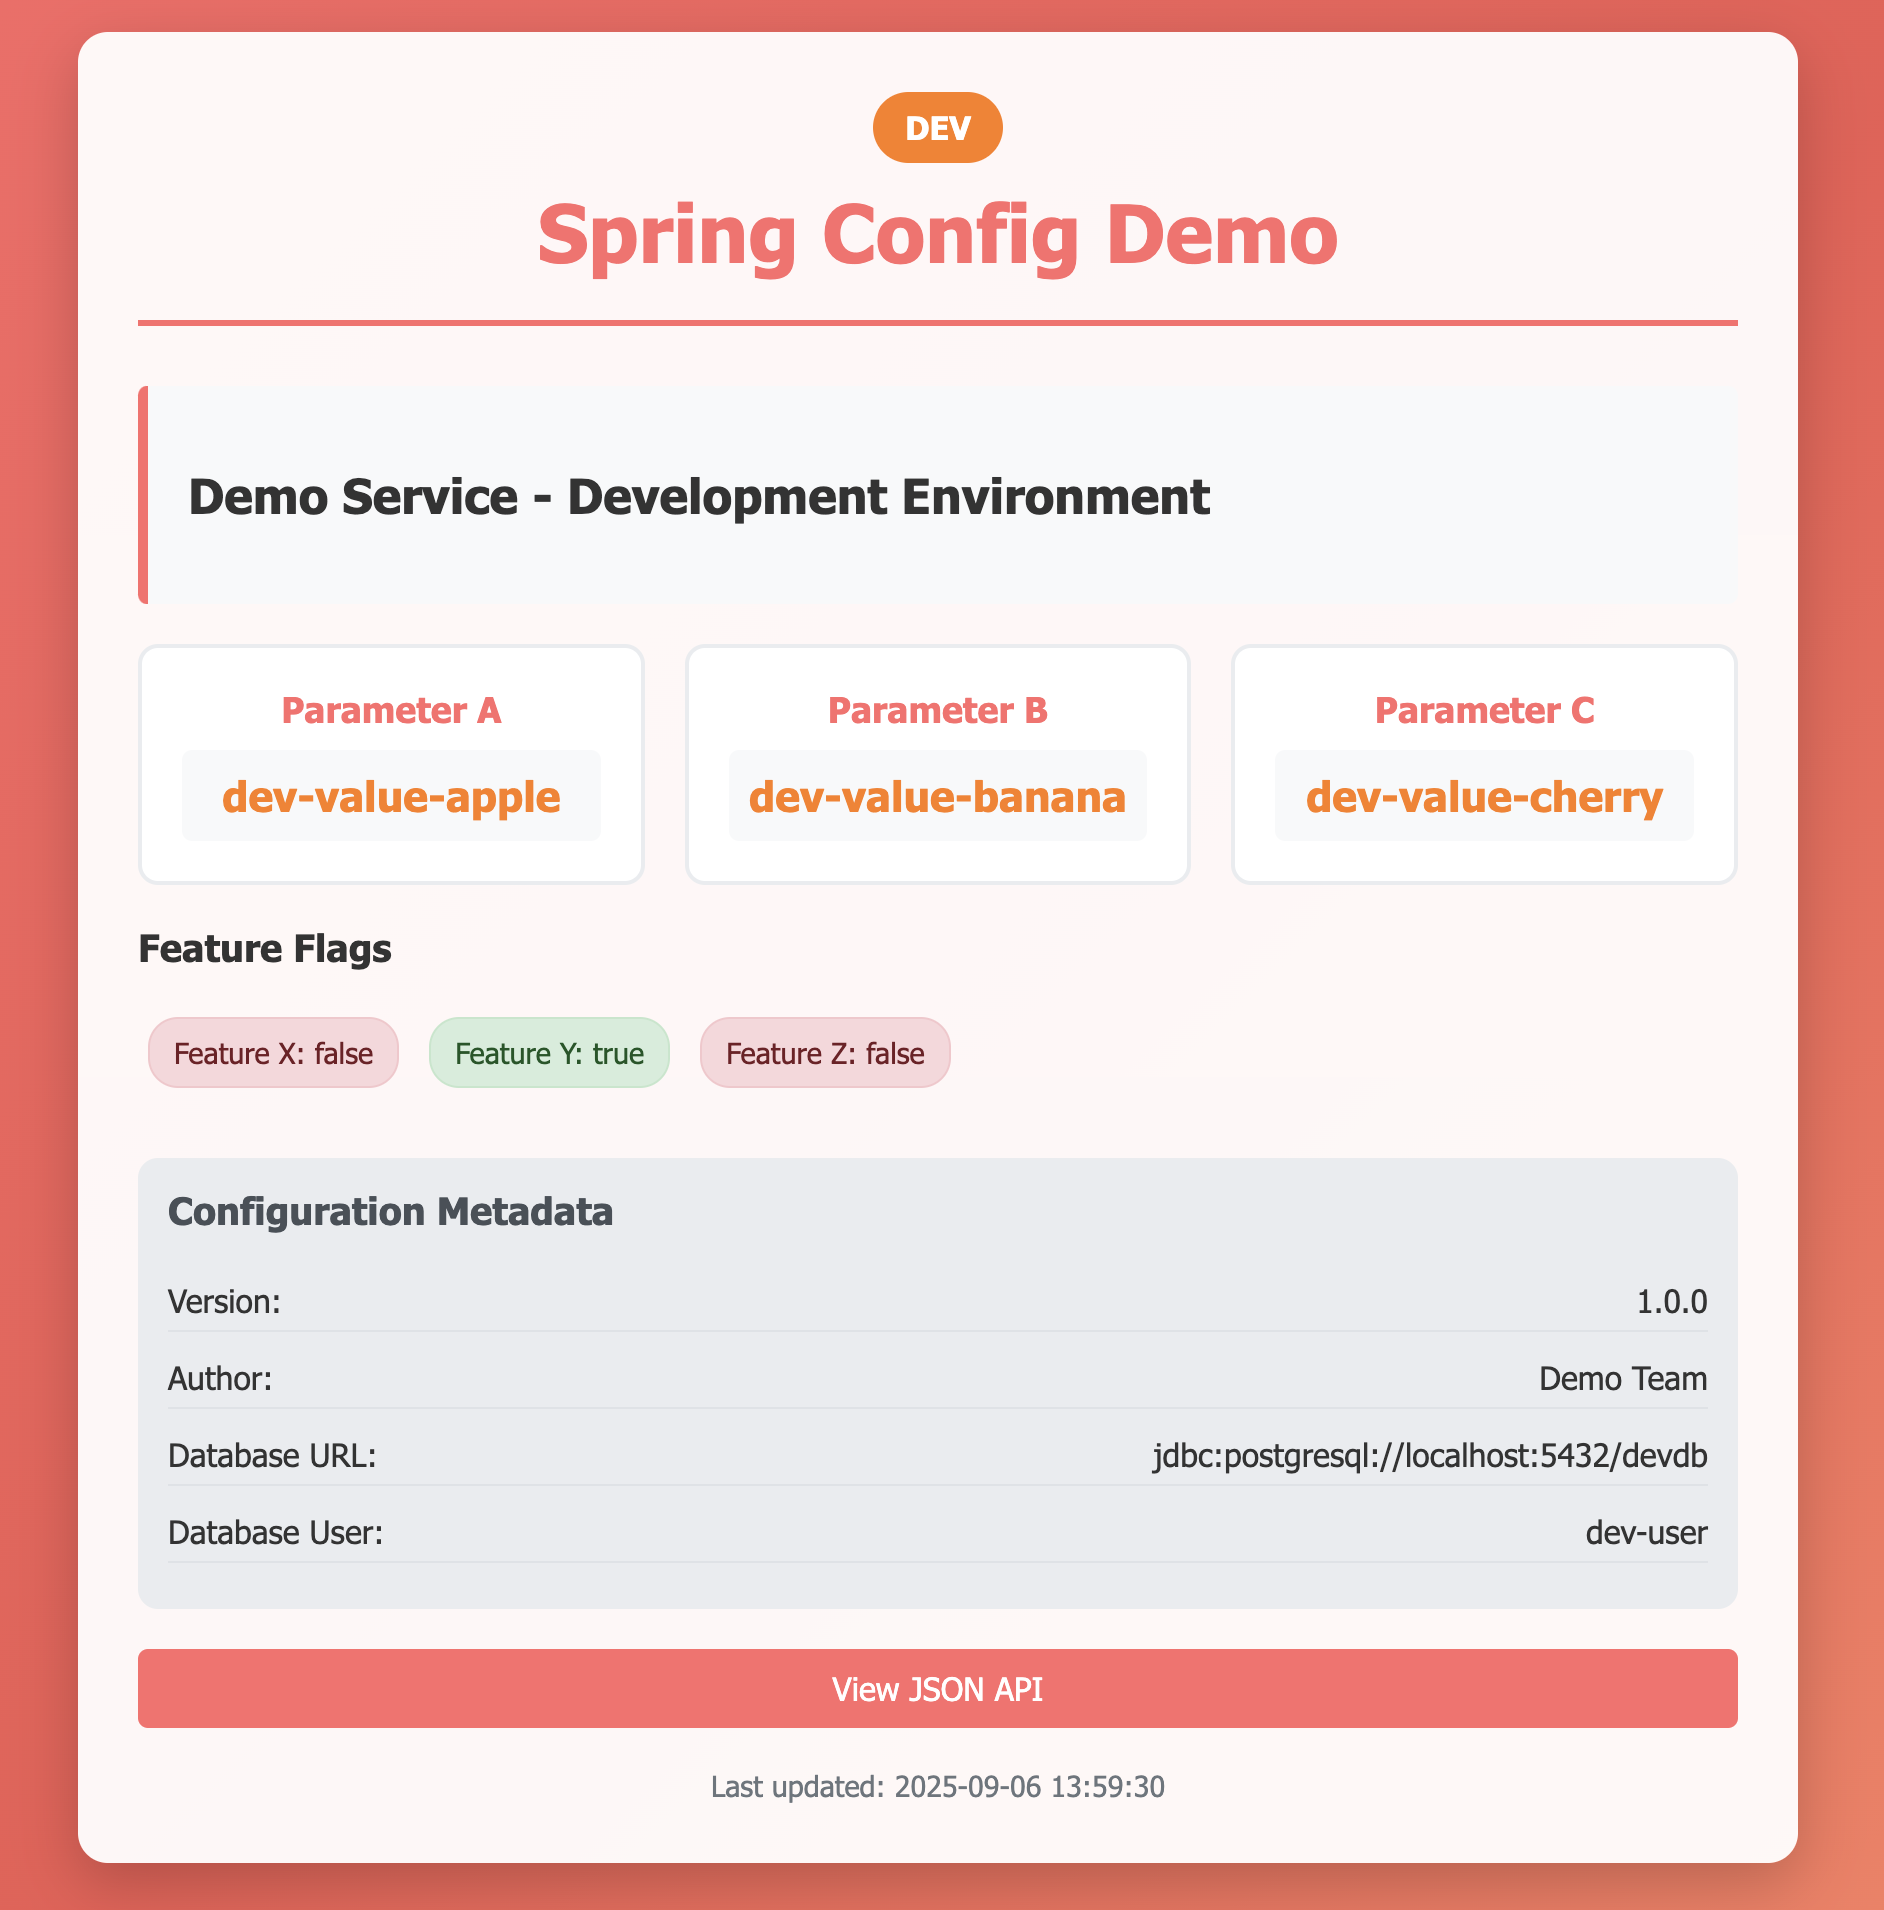 DEV
Spring Config Demo
Demo Service - Development Environment
Parameter A
dev-value-apple
Parameter B
dev-value-banana
Parameter C
dev-value-cherry
Feature Flags
Feature X: false
Feature Y: true
Feature Z: false
Configuration Metadata
Version: 1.0.0
Author: Demo Team
Database URL: jdbc:postgresql://localhost:5432/devdb
Database User: dev-user
View JSON API
Last updated: 2025-09-06 13:59:30